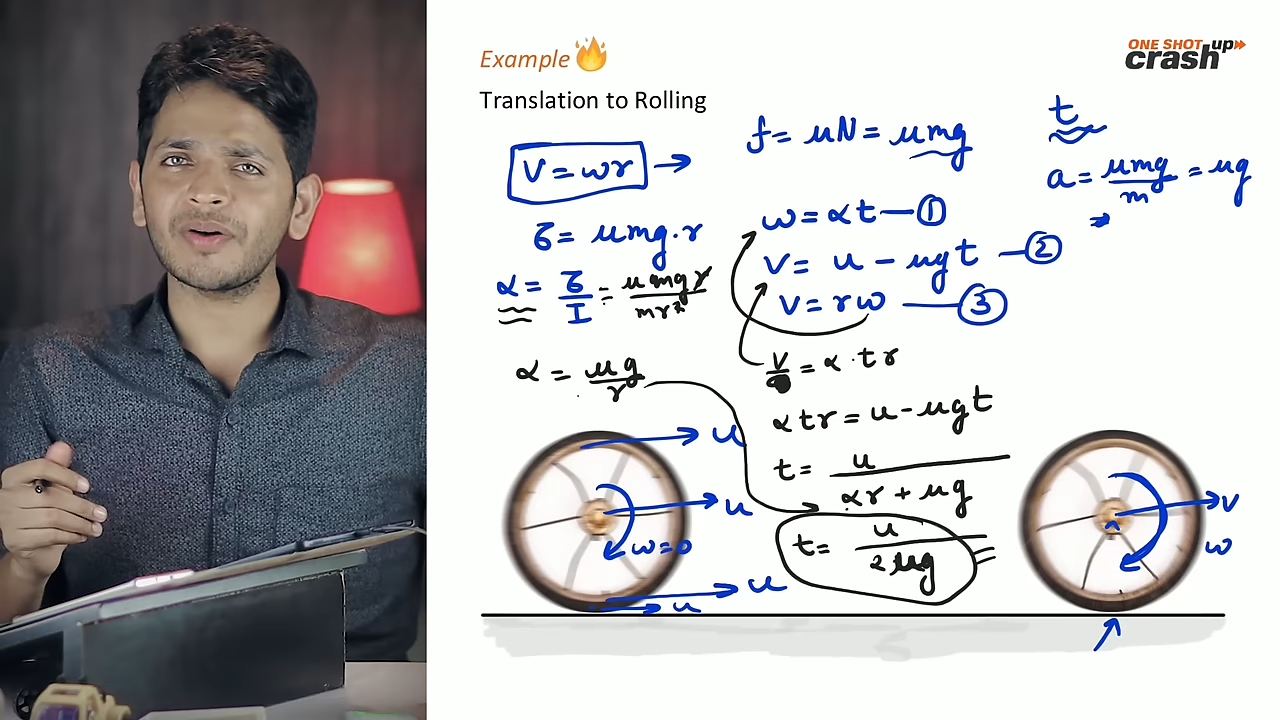 Example
ONE SHOT up
crash
Translation to Rolling
t
V = ωr →
f = μN = μmg
a = μmg/m = μg
τ = μmg·r
ω = αt — ①
α = τ/I = μmgr/mr²
V = u − μgt — ②
V = rω — ③
α = μg/r
V = α·tr
αtr = u − μgt
t = u/(αr + μg)
t = u/2μg
u
u
ω=0
u
u
V
ω